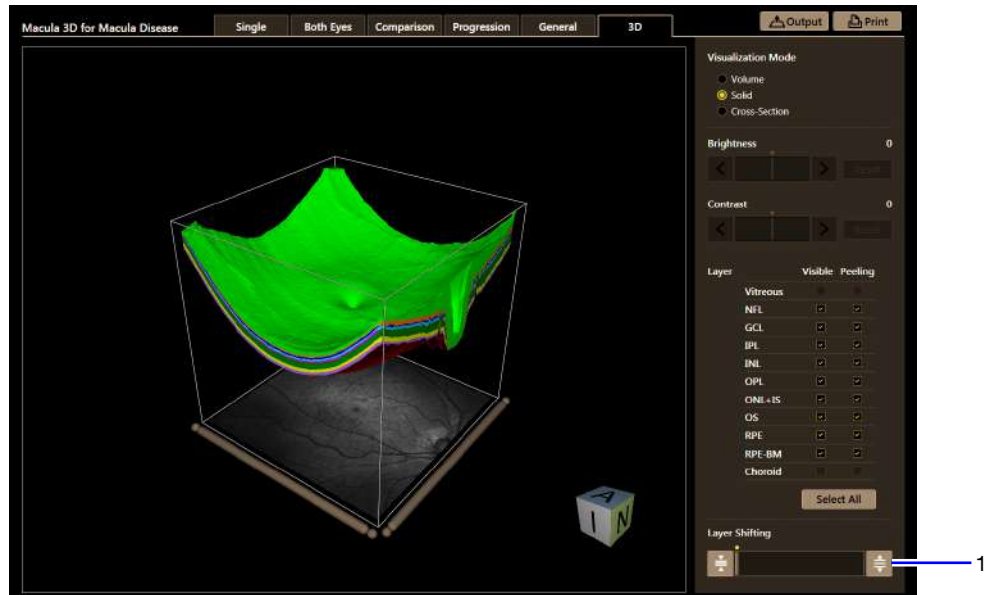 Macula 3D for Macula Disease Single Both Eyes Comparison Progression General 3D Output Print
Visualization Mode
Volume
Solid
Cross-Section
Brightness 0
Reset
Contrast 0
Layer Visible Peeling
Vitreous
NFL
GCL
IPL
INL
OPL
ONL+IS
OS
RPE
RPE-BM
Choroid
Select All
Layer Shifting
1
A
I N